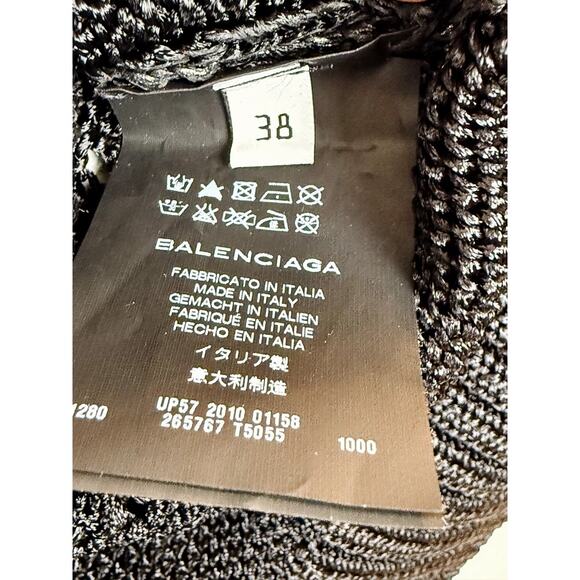 38
BALENCIAGA
FABBRICATO IN ITALIA
MADE IN ITALY
GEMACHT IN ITALIEN
FABRIQUÉ EN ITALIE
HECHO EN ITALIA
イタリア製
意大利制造
UP57 2010 01158
1280 265767 T5055 1000